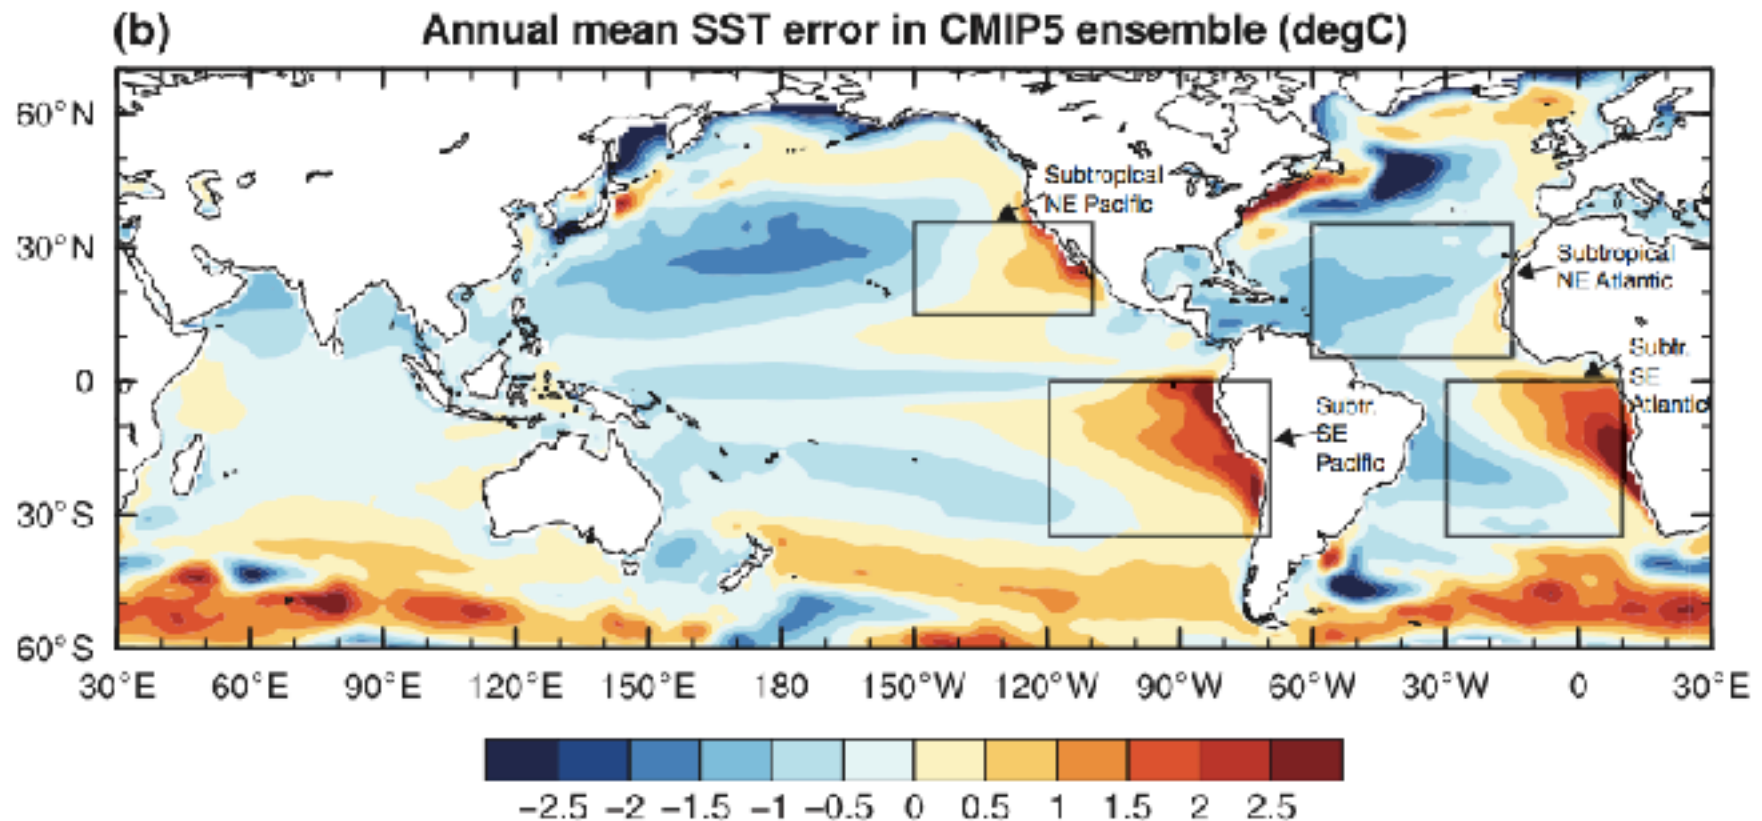 (b) Annual mean SST error in CMIP5 ensemble (degC)
60°N
30°N
0
30°S
60°S
Subtropical
NE Pacific
Subtropical
NE Atlantic
Subtr.
SE
Atlantic
Subtr.
SE
Pacific
30°E 60°E 90°E 120°E 150°E 180 150°W 120°W 90°W 60°W 30°W 0 30°E
−2.5 −2 −1.5 −1 −0.5 0 0.5 1 1.5 2 2.5